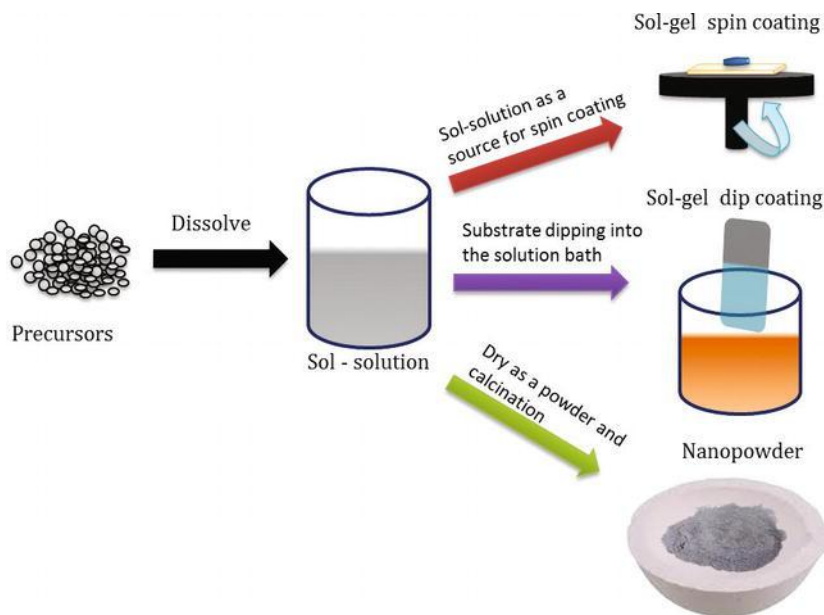 Sol-gel spin coating
Sol-solution as a
source for spin coating
Sol-gel dip coating
Dissolve
Substrate dipping into
the solution bath
Precursors
Sol - solution
Dry as a powder and
calcination
Nanopowder